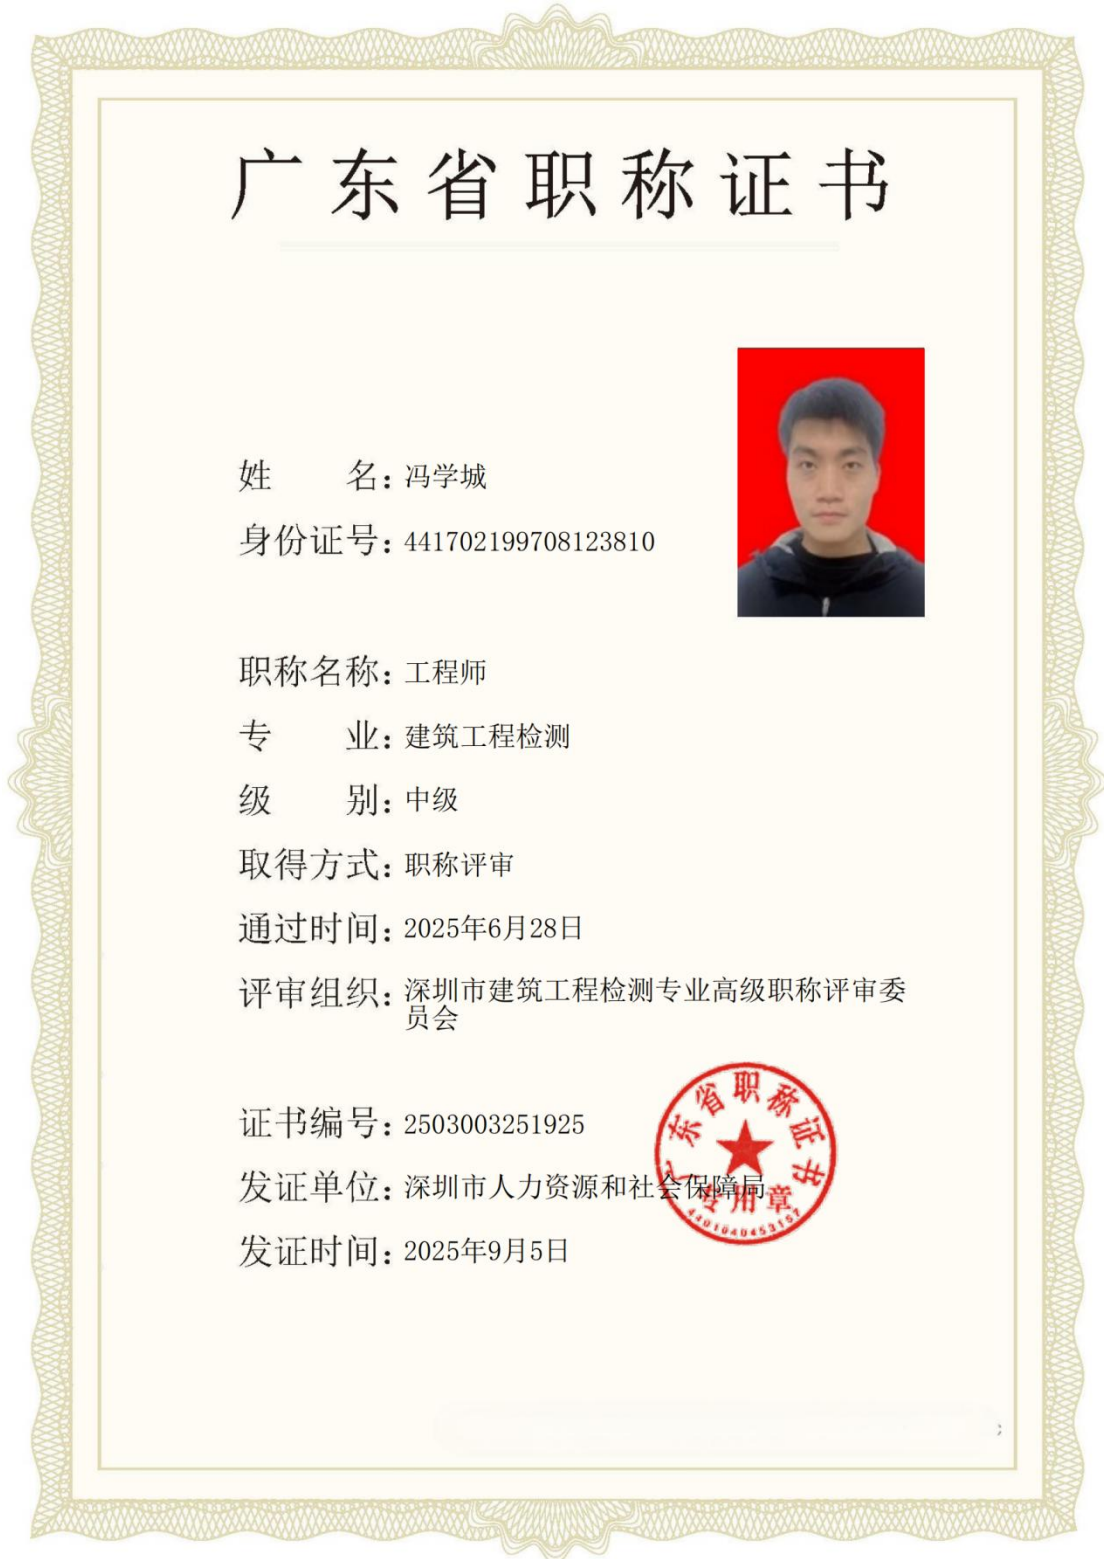 广东省职称证书
姓 名：冯学城
身份证号：441702199708123810
职称名称：工程师
专 业：建筑工程检测
级 别：中级
取得方式：职称评审
通过时间：2025年6月28日
评审组织：深圳市建筑工程检测专业高级职称评审委
员会
证书编号：2503003251925
发证单位：深圳市人力资源和社会保障局
发证时间：2025年9月5日
广东省职称证书
专用章
4401040453157